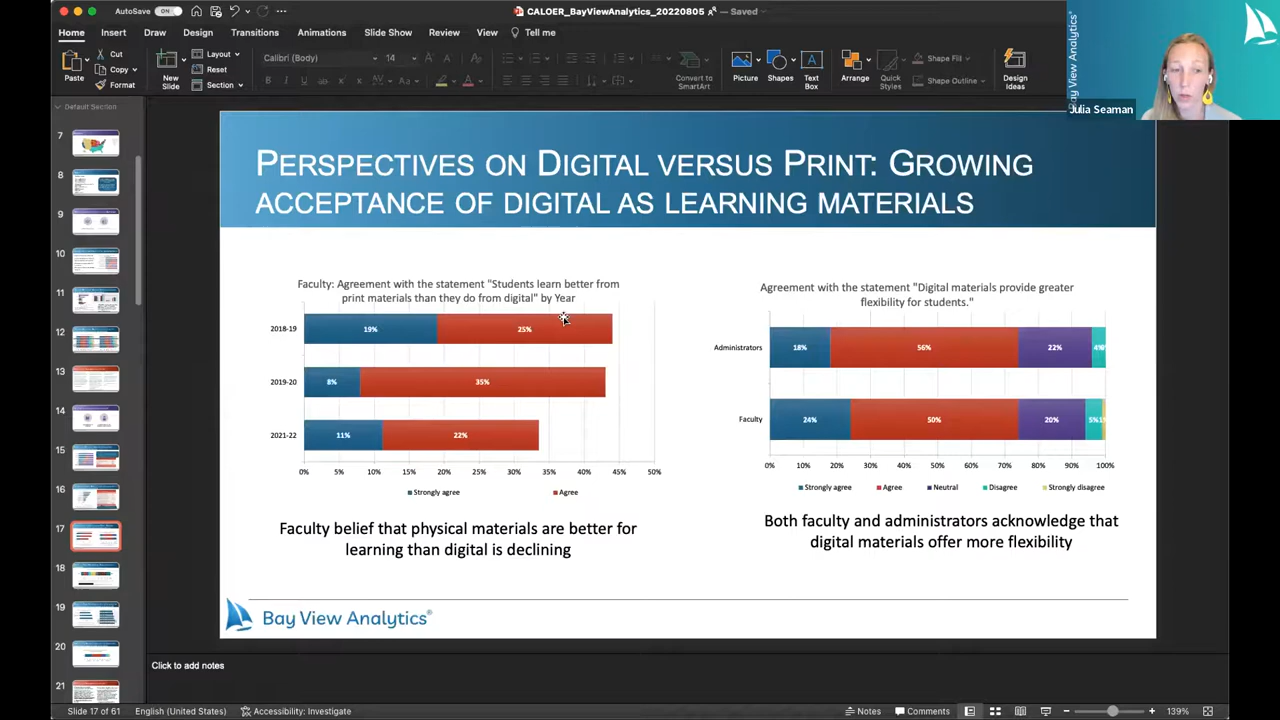 AutoSave ON
CALOER_BayViewAnalytics_20220805 — Saved
Home Insert Draw Design Transitions Animations Slide Show Review View Tell me
Paste
Cut
Copy
Format
New Slide
Layout
Reset
Section
Calibri (Body) 14
Convert to SmartArt
Picture
Shapes
Text Box
Arrange
Quick Styles
Shape Fill
Shape Outline
Design Ideas
Bay View Analytics®
Julia Seaman
Default Section
7
8
9
10
11
12
13
14
15
16
17
18
19
20
21
PERSPECTIVES ON DIGITAL VERSUS PRINT: GROWING
ACCEPTANCE OF DIGITAL AS LEARNING MATERIALS
Faculty: Agreement with the statement "Students learn better from
print materials than they do from digital" by Year
2018-19 19% 25%
2019-20 8% 35%
2021-22 11% 22%
0% 5% 10% 15% 20% 25% 30% 35% 40% 45% 50%
Strongly agree Agree
Faculty belief that physical materials are better for
learning than digital is declining
Agreement with the statement "Digital materials provide greater
flexibility for students."
Administrators 18% 56% 22% 4%
Faculty 24% 50% 20% 5%
0% 10% 20% 30% 40% 50% 60% 70% 80% 90% 100%
Strongly agree Agree Neutral Disagree Strongly disagree
Both faculty and administrators acknowledge that
digital materials offer more flexibility
Bay View Analytics®
Click to add notes
Slide 17 of 61 English (United States) Accessibility: Investigate Notes Comments 139%